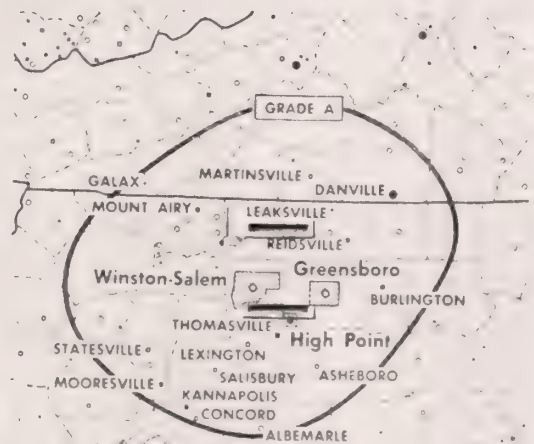 GRADE A
GALAX
MARTINSVILLE
DANVILLE
MOUNT AIRY
LEAKSVILLE
REIDSVILLE
Winston-Salem
Greensboro
BURLINGTON
THOMASVILLE
High Point
STATESVILLE
LEXINGTON
SALISBURY
ASHEBORO
MOORESVILLE
KANNAPOLIS
CONCORD
ALBEMARLE